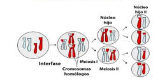 Núcleo
hijo I
Interfase
Cromosomas
homólogos
Meiosis I
Meiosis II
Núcleo
hijo II